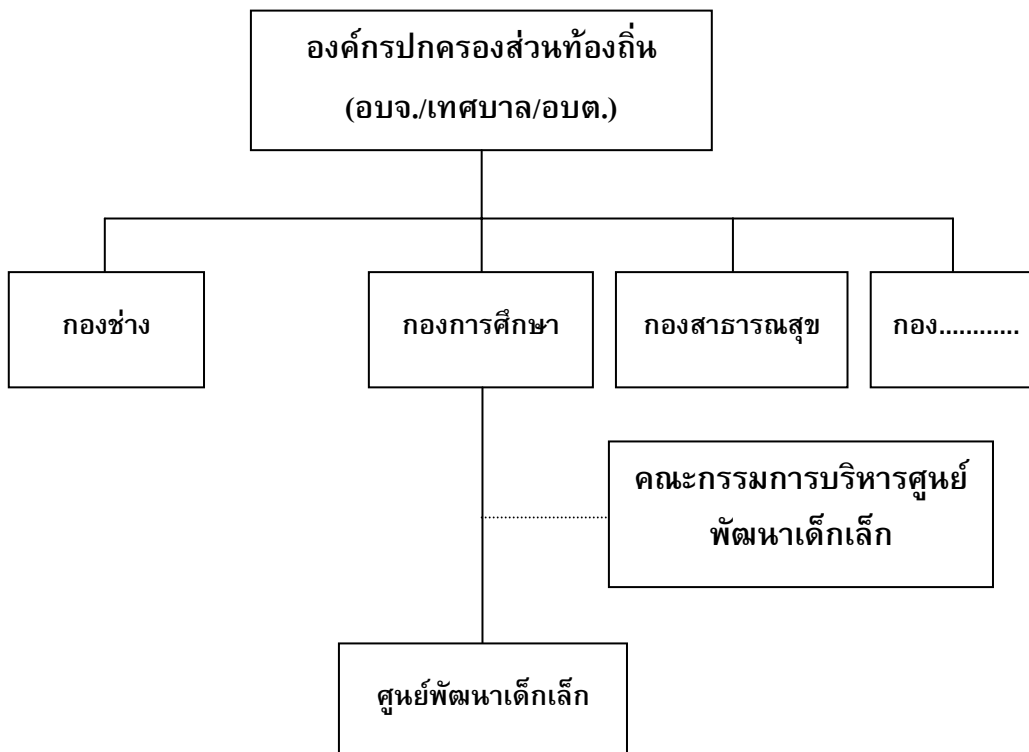 องค์กรปกครองส่วนท้องถิ่น
(อบจ./เทศบาล/อบต.)
กองช่าง
กองการศึกษา
กองสาธารณสุข
กอง............
คณะกรรมการบริหารศูนย์
พัฒนาเด็กเล็ก
ศูนย์พัฒนาเด็กเล็ก